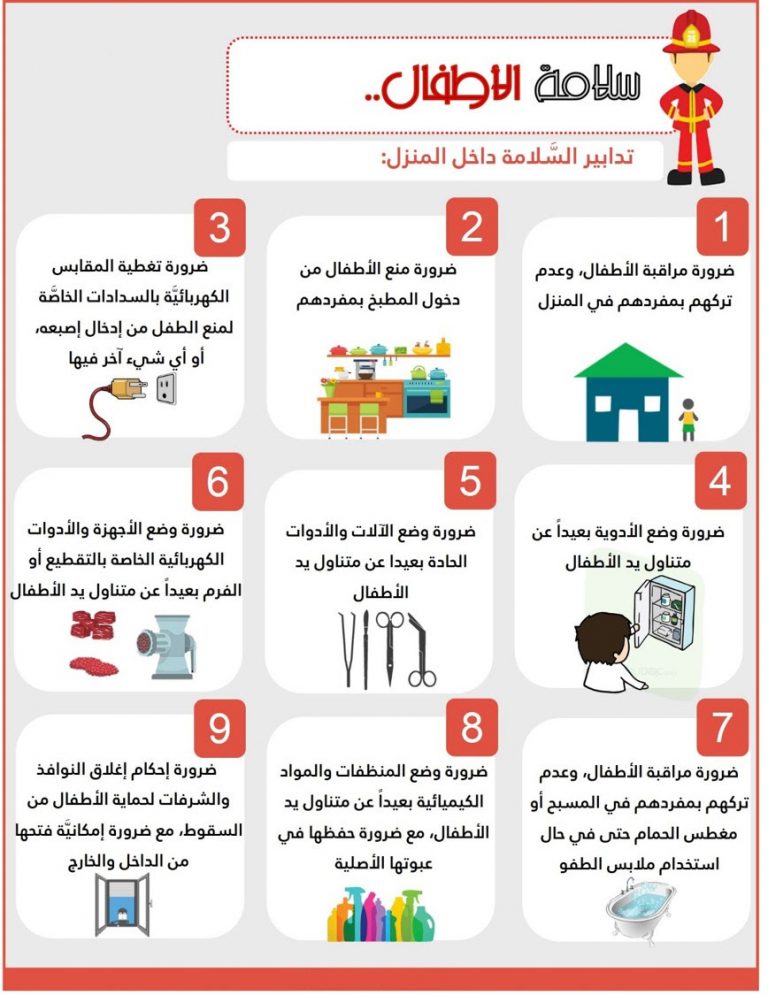 سلامة الاطفال..
تدابير السَّلامة داخل المنزل:
1
ضرورة مراقبة الأطفال، وعدم
تركهم بمفردهم في المنزل
2
ضرورة منع الأطفال من
دخول المطبخ بمفردهم
3
ضرورة تغطية المقابس
الكهربائيَّة بالسدادات الخاصَّة
لمنع الطفل من إدخال إصبعه،
أو أي شيء آخر فيها
4
ضرورة وضع الأدوية بعيداً عن
متناول يد الأطفال
5
ضرورة وضع الآلات والأدوات
الحادة بعيدا عن متناول يد
الأطفال
6
ضرورة وضع الأجهزة والأدوات
الكهربائية الخاصة بالتقطيع أو
الفرم بعيداً عن متناول يد الأطفال
7
ضرورة مراقبة الأطفال، وعدم
تركهم بمفردهم في المسبح أو
مغطس الحمام حتى في حال
استخدام ملابس الطفو
8
ضرورة وضع المنظفات والمواد
الكيميائية بعيداً عن متناول يد
الأطفال، مع ضرورة حفظها في
عبوتها الأصلية
9
ضرورة إحكام إغلاق النوافذ
والشرفات لحماية الأطفال من
السقوط، مع ضرورة إمكانيَّة فتحها
من الداخل والخارج